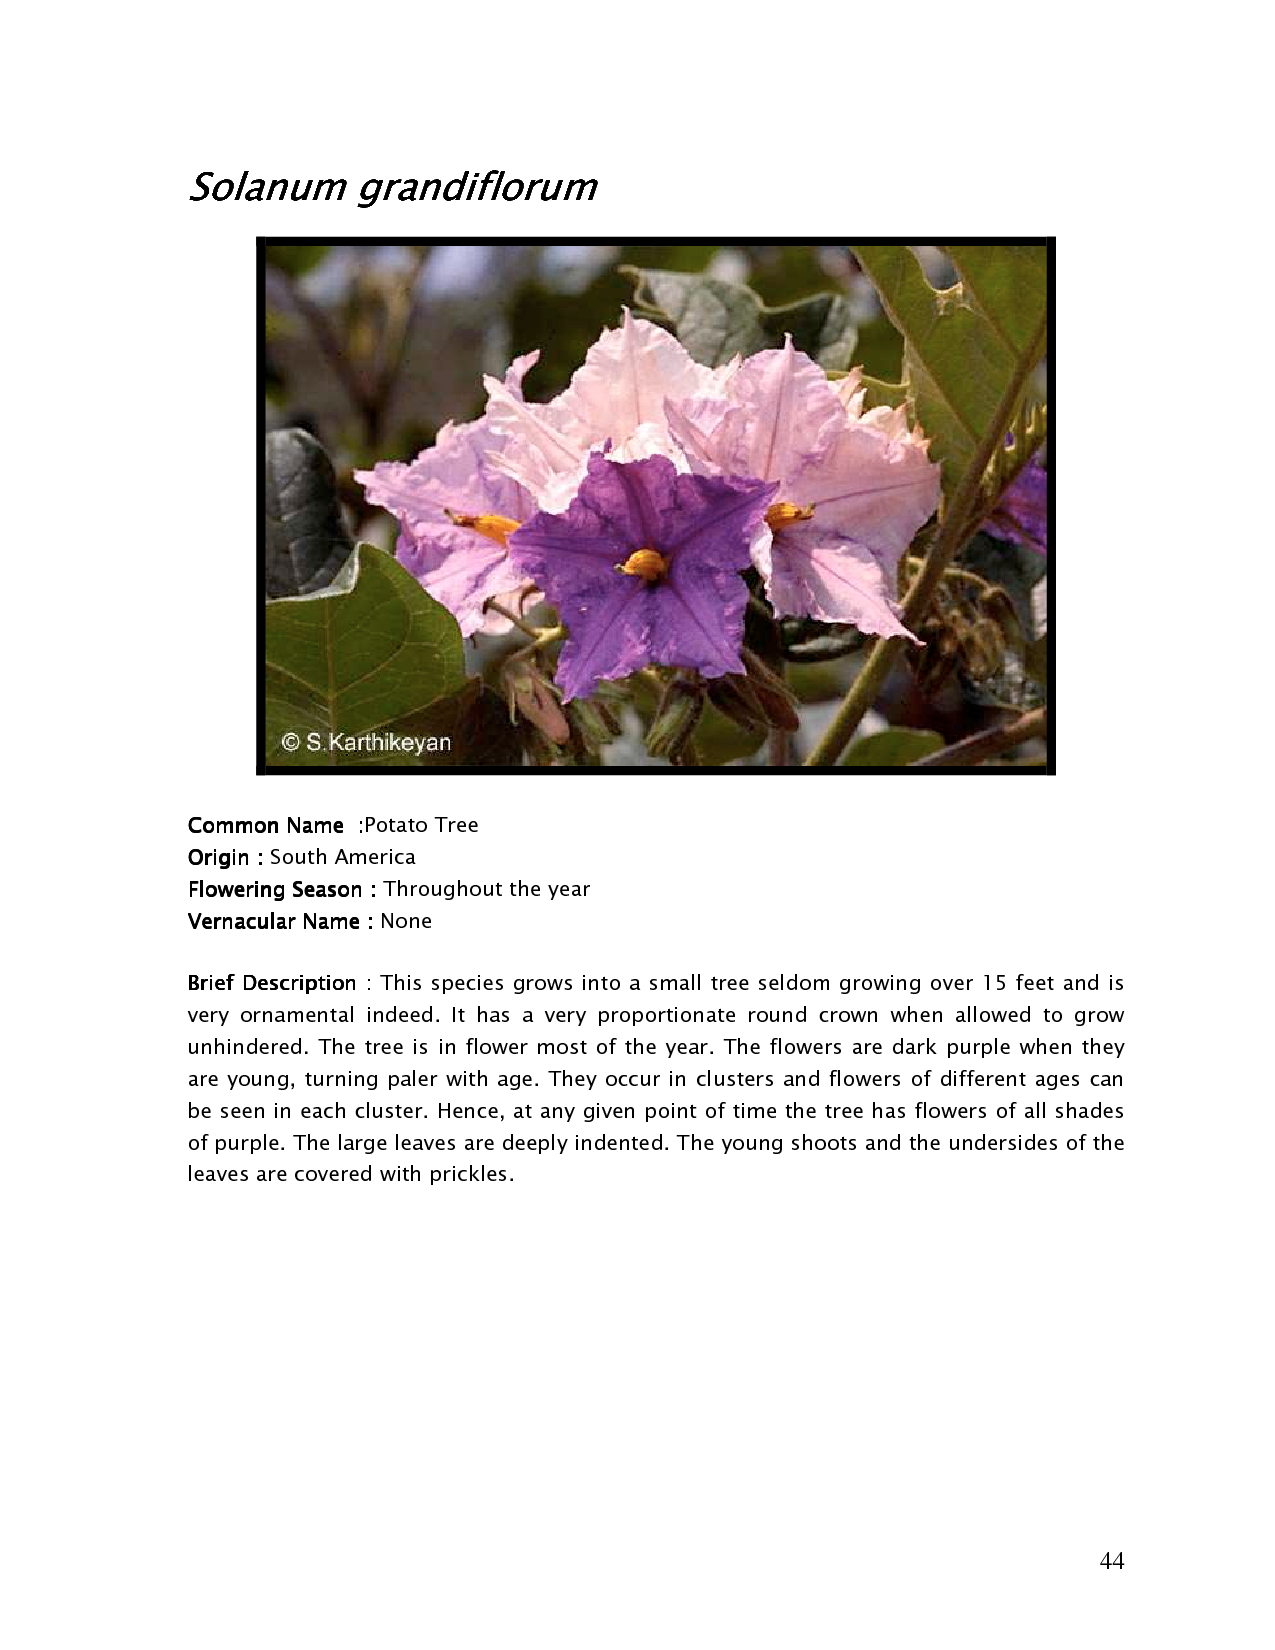 Solanum grandiflorum
© S.Karthikeyan
Common Name  :Potato Tree
Origin : South America
Flowering Season : Throughout the year
Vernacular Name : None
Brief Description : This species grows into a small tree seldom growing over 15 feet and is
very ornamental indeed. It has a very proportionate round crown when allowed to grow
unhindered. The tree is in flower most of the year. The flowers are dark purple when they
are young, turning paler with age. They occur in clusters and flowers of different ages can
be seen in each cluster. Hence, at any given point of time the tree has flowers of all shades
of purple. The large leaves are deeply indented. The young shoots and the undersides of the
leaves are covered with prickles.
44